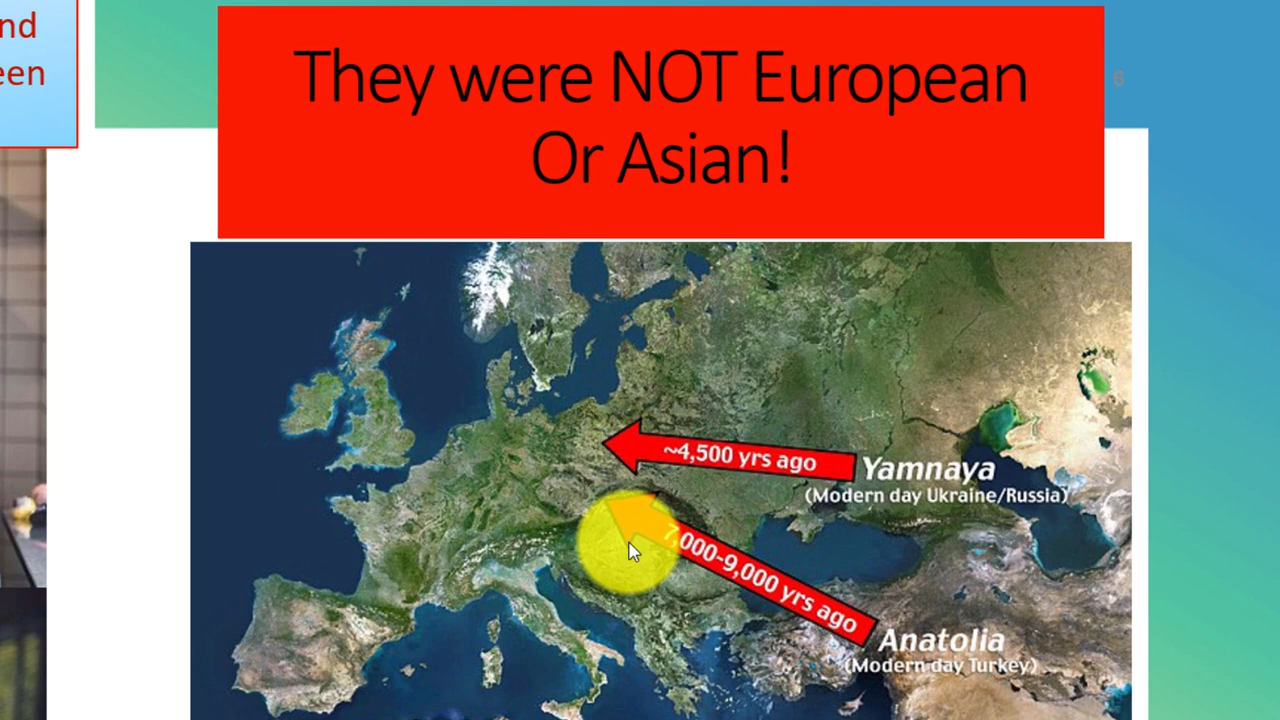 nd
een
They were NOT European
Or Asian!
6
~4,500 yrs ago
Yamnaya
(Modern day Ukraine/Russia)
7,000-9,000 yrs ago
Anatolia
(Modern day Turkey)